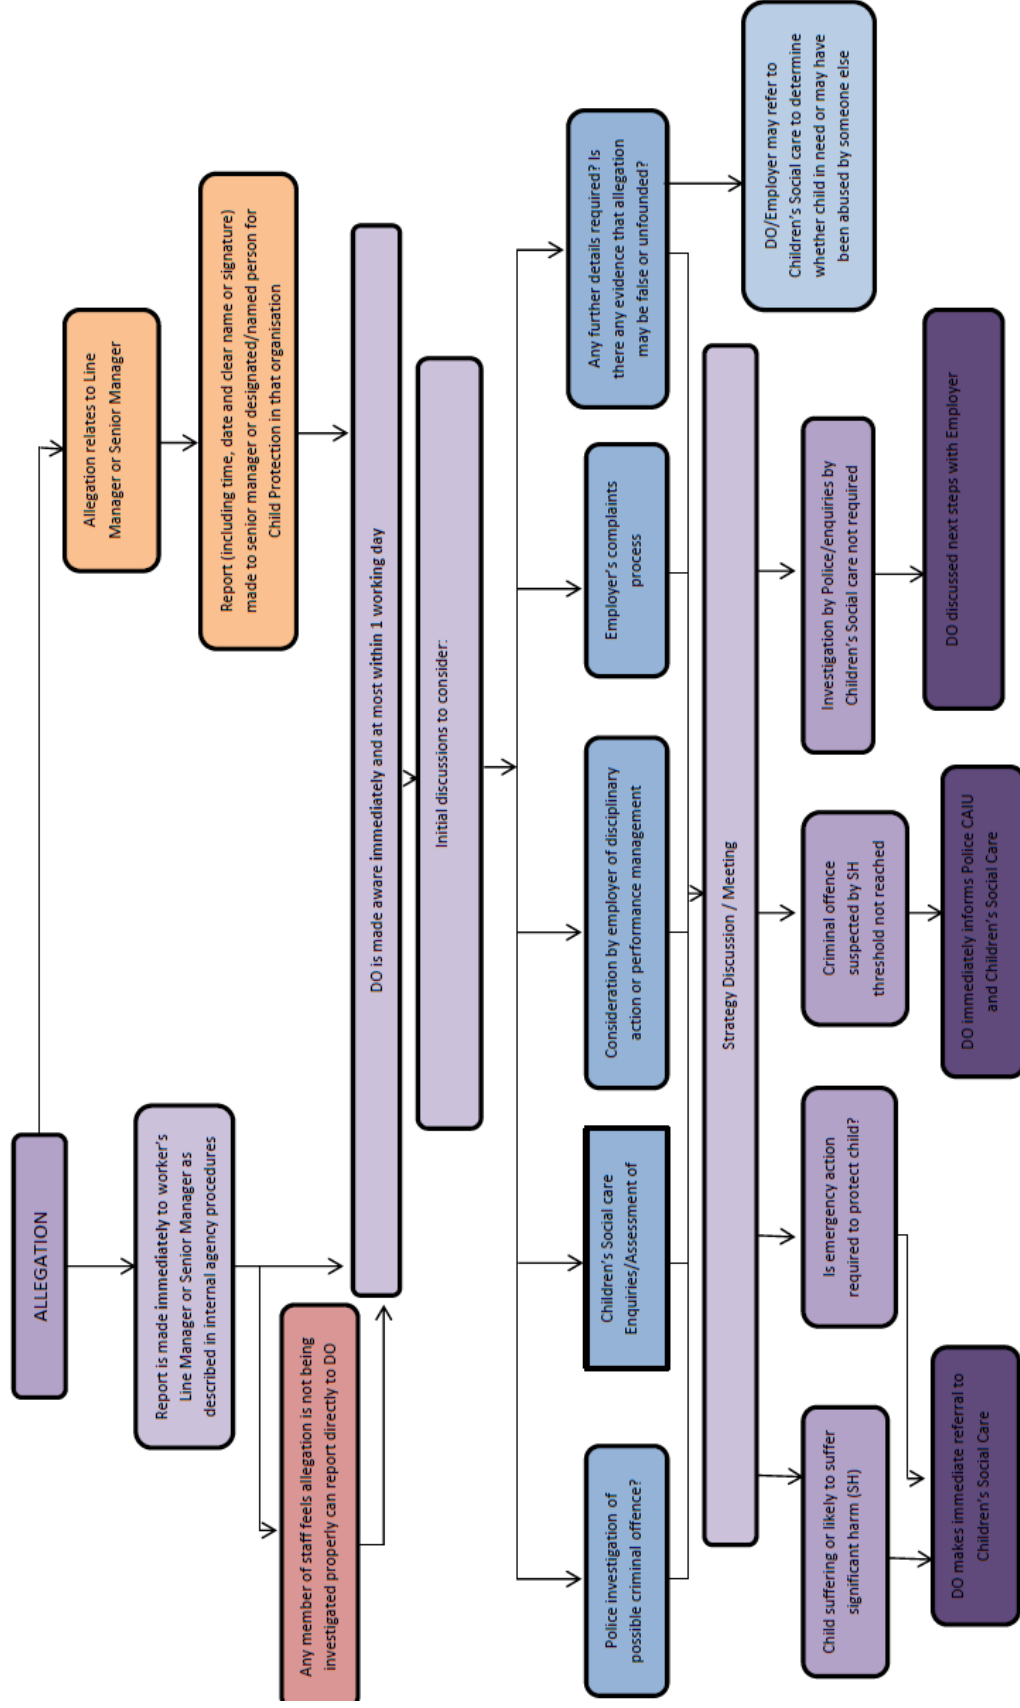 ALLEGATION
Allegation relates to Line
Manager or Senior Manager
Report is made immediately to worker's
Line Manager or Senior Manager as
described in internal agency procedures
Report (including time, date and clear name or signature)
made to senior manager or designated/named person for
Child Protection in that organisation
Any member of staff feels allegation is not being
investigated properly can report directly to DO
DO is made aware immediately and at most within 1 working day
Initial discussions to consider:
Police investigation of
possible criminal offence?
Children's Social care
Enquiries/Assessment of
Consideration by employer of disciplinary
action or performance management
Employer's complaints
process
Any further details required? Is
there any evidence that allegation
may be false or unfounded?
DO/Employer may refer to
Children's Social care to determine
whether child in need or may have
been abused by someone else
Strategy Discussion / Meeting
Child suffering or likely to suffer
significant harm (SH)
Is emergency action
required to protect child?
Criminal offence
suspected by SH
threshold not reached
Investigation by Police/enquiries by
Children's Social care not required
DO makes immediate referral to
Children's Social Care
DO immediately informs Police CAIU
and Children's Social Care
DO discussed next steps with Employer